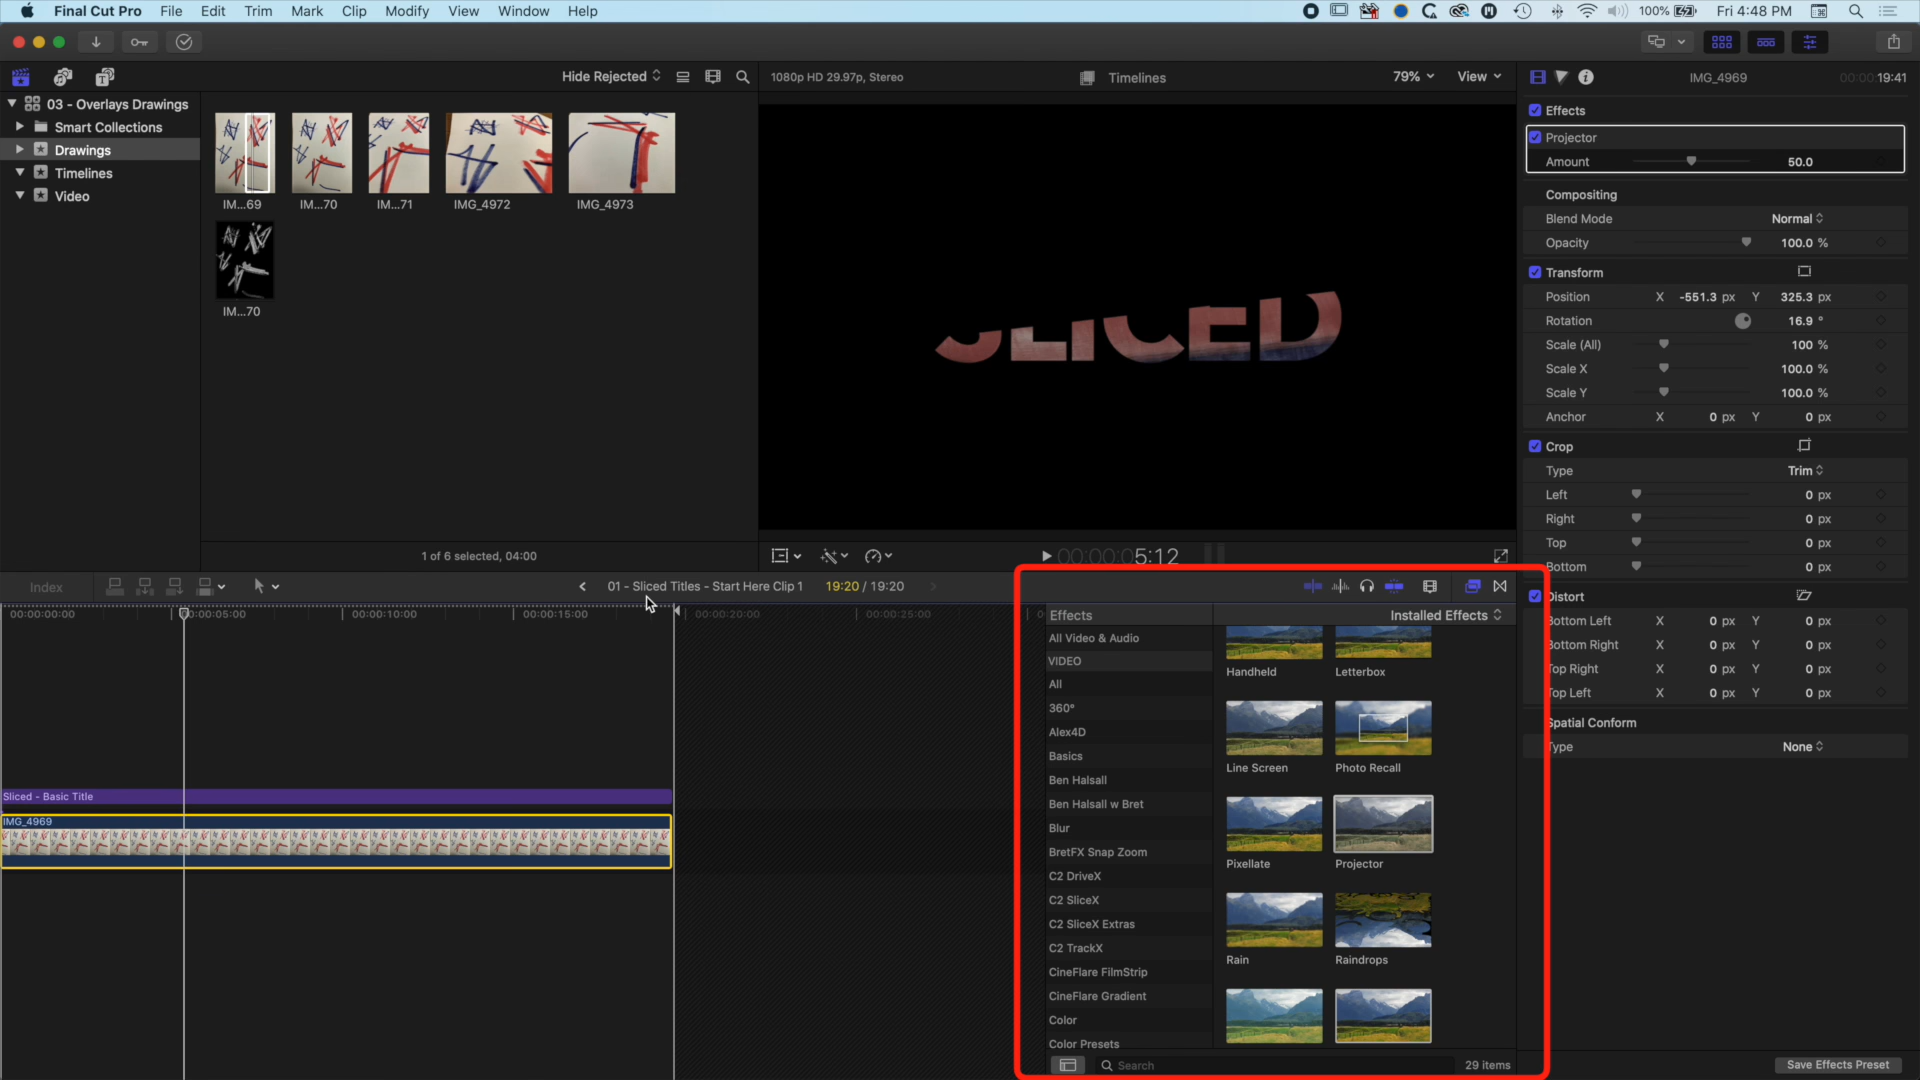 Final Cut Pro File Edit Trim Mark Clip Modify View Window Help 100% Fri 4:48 PM
Hide Rejected 1080p HD 29.97p, Stereo Timelines 79% View IMG_4969 00:00:19:41
03 - Overlays Drawings
Smart Collections
Drawings
Timelines
Video
IM...69 IM...70 IM...71 IMG_4972 IMG_4973
IM...70
1 of 6 selected, 04:00
SLICED
00:00:05:12
Effects
Projector
Amount 50.0
Compositing
Blend Mode Normal
Opacity 100.0 %
Transform
Position X -551.3 px Y 325.3 px
Rotation 16.9 °
Scale (All) 100 %
Scale X 100.0 %
Scale Y 100.0 %
Anchor X 0 px Y 0 px
Crop
Type Trim
Left 0 px
Right 0 px
Top 0 px
Bottom 0 px
Distort
Bottom Left X 0 px Y 0 px
Bottom Right X 0 px Y 0 px
Top Right X 0 px Y 0 px
Top Left X 0 px Y 0 px
Spatial Conform
Type None
Save Effects Preset
Index 01 - Sliced Titles - Start Here Clip 1 19:20 / 19:20
00:00:00:00 00:00:05:00 00:00:10:00 00:00:15:00 00:00:20:00 00:00:25:00
Sliced - Basic Title
IMG_4969
Effects Installed Effects
All Video & Audio
VIDEO
All
360°
Alex4D
Basics
Ben Halsall
Ben Halsall w Bret
Blur
BretFX Snap Zoom
C2 DriveX
C2 SliceX
C2 SliceX Extras
C2 TrackX
CineFlare FilmStrip
CineFlare Gradient
Color
Color Presets
Handheld Letterbox
Line Screen Photo Recall
Pixellate Projector
Rain Raindrops
Search 29 items